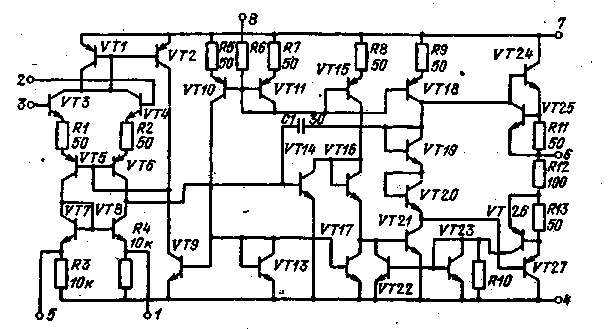 8
7
VT1
VT2
R5
50
R6
R7
50
R8
50
R9
50
VT24
2
3
VT3
VT4
VT10
VT11
VT15
VT18
VT25
R1
50
R2
50
C1
30
R11
50
6
VT5
VT6
VT14
VT16
VT19
R12
190
VT20
VT7
VT8
R4
10к
VT9
VT17
VT21
VT23
VT26
R13
50
R3
10к
VT13
VT22
R10
VT27
4
5
1